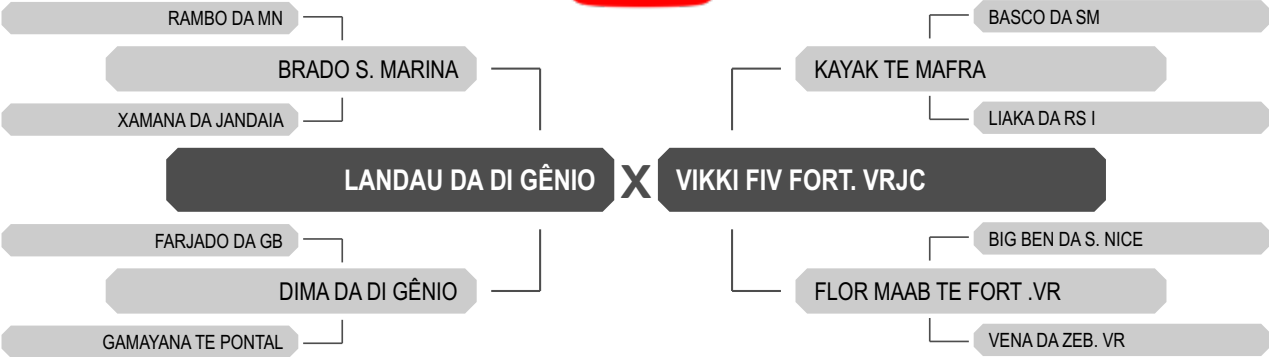 RAMBO DA MN
BASCO DA SM
BRADO S. MARINA
KAYAK TE MAFRA
XAMANA DA JANDAIA
LIAKA DA RS I
LANDAU DA DI GÊNIO X VIKKI FIV FORT. VRJC
FARJADO DA GB
BIG BEN DA S. NICE
DIMA DA DI GÊNIO
FLOR MAAB TE FORT .VR
GAMAYANA TE PONTAL
VENA DA ZEB. VR